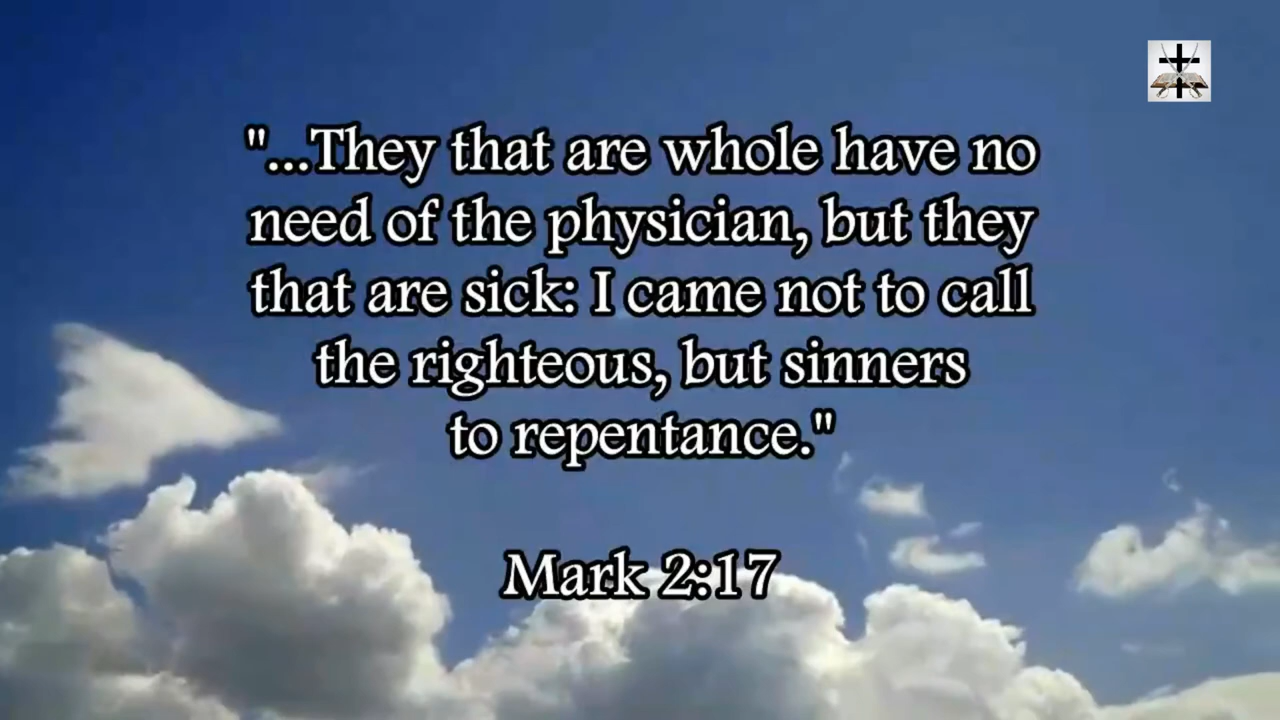 "...They that are whole have no
need of the physician, but they
that are sick: I came not to call
the righteous, but sinners
to repentance."
Mark 2:17